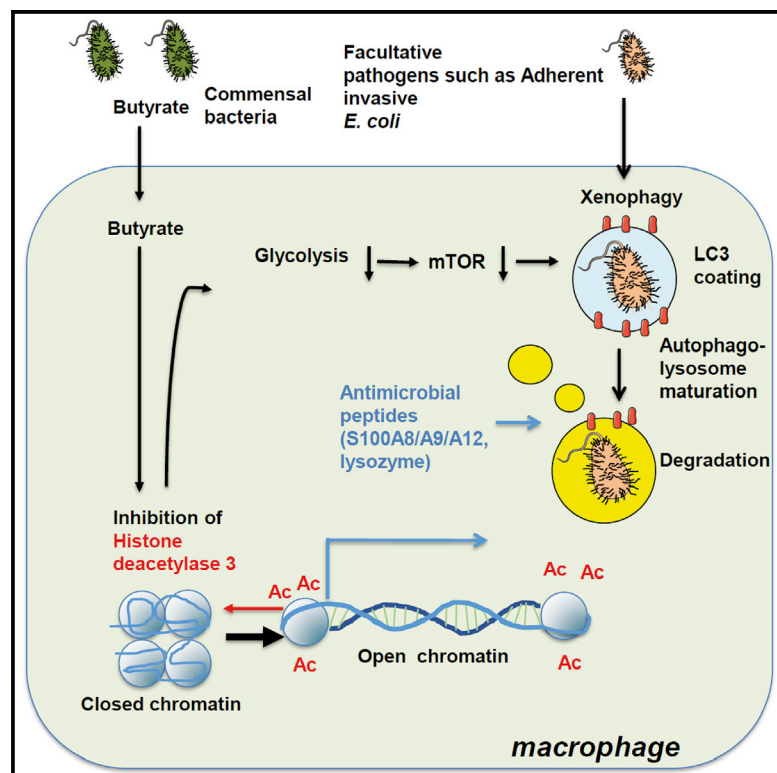 Butyrate
Commensal
bacteria
Facultative
pathogens such as Adherent
invasive
E. coli
Butyrate
Xenophagy
Glycolysis
mTOR
LC3
coating
Autophago-
lysosome
maturation
Antimicrobial
peptides
(S100A8/A9/A12,
lysozyme)
Degradation
Inhibition of
Histone
deacetylase 3
Ac
Ac
Ac
Ac
Ac
Ac
Open chromatin
Closed chromatin
macrophage